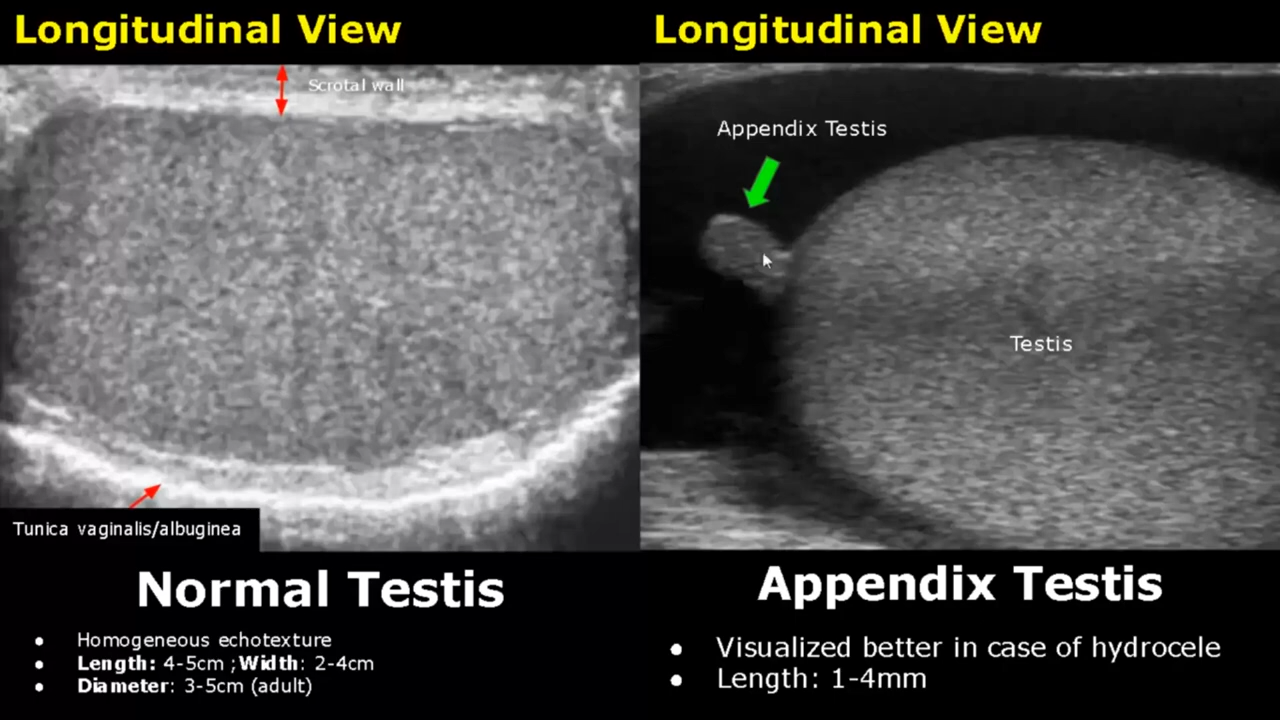 Longitudinal View
Scrotal wall
Tunica vaginalis/albuginea
Normal Testis
• Homogeneous echotexture
• Length: 4-5cm ; Width: 2-4cm
• Diameter: 3-5cm (adult)
Longitudinal View
Appendix Testis
Testis
Appendix Testis
• Visualized better in case of hydrocele
• Length: 1-4mm